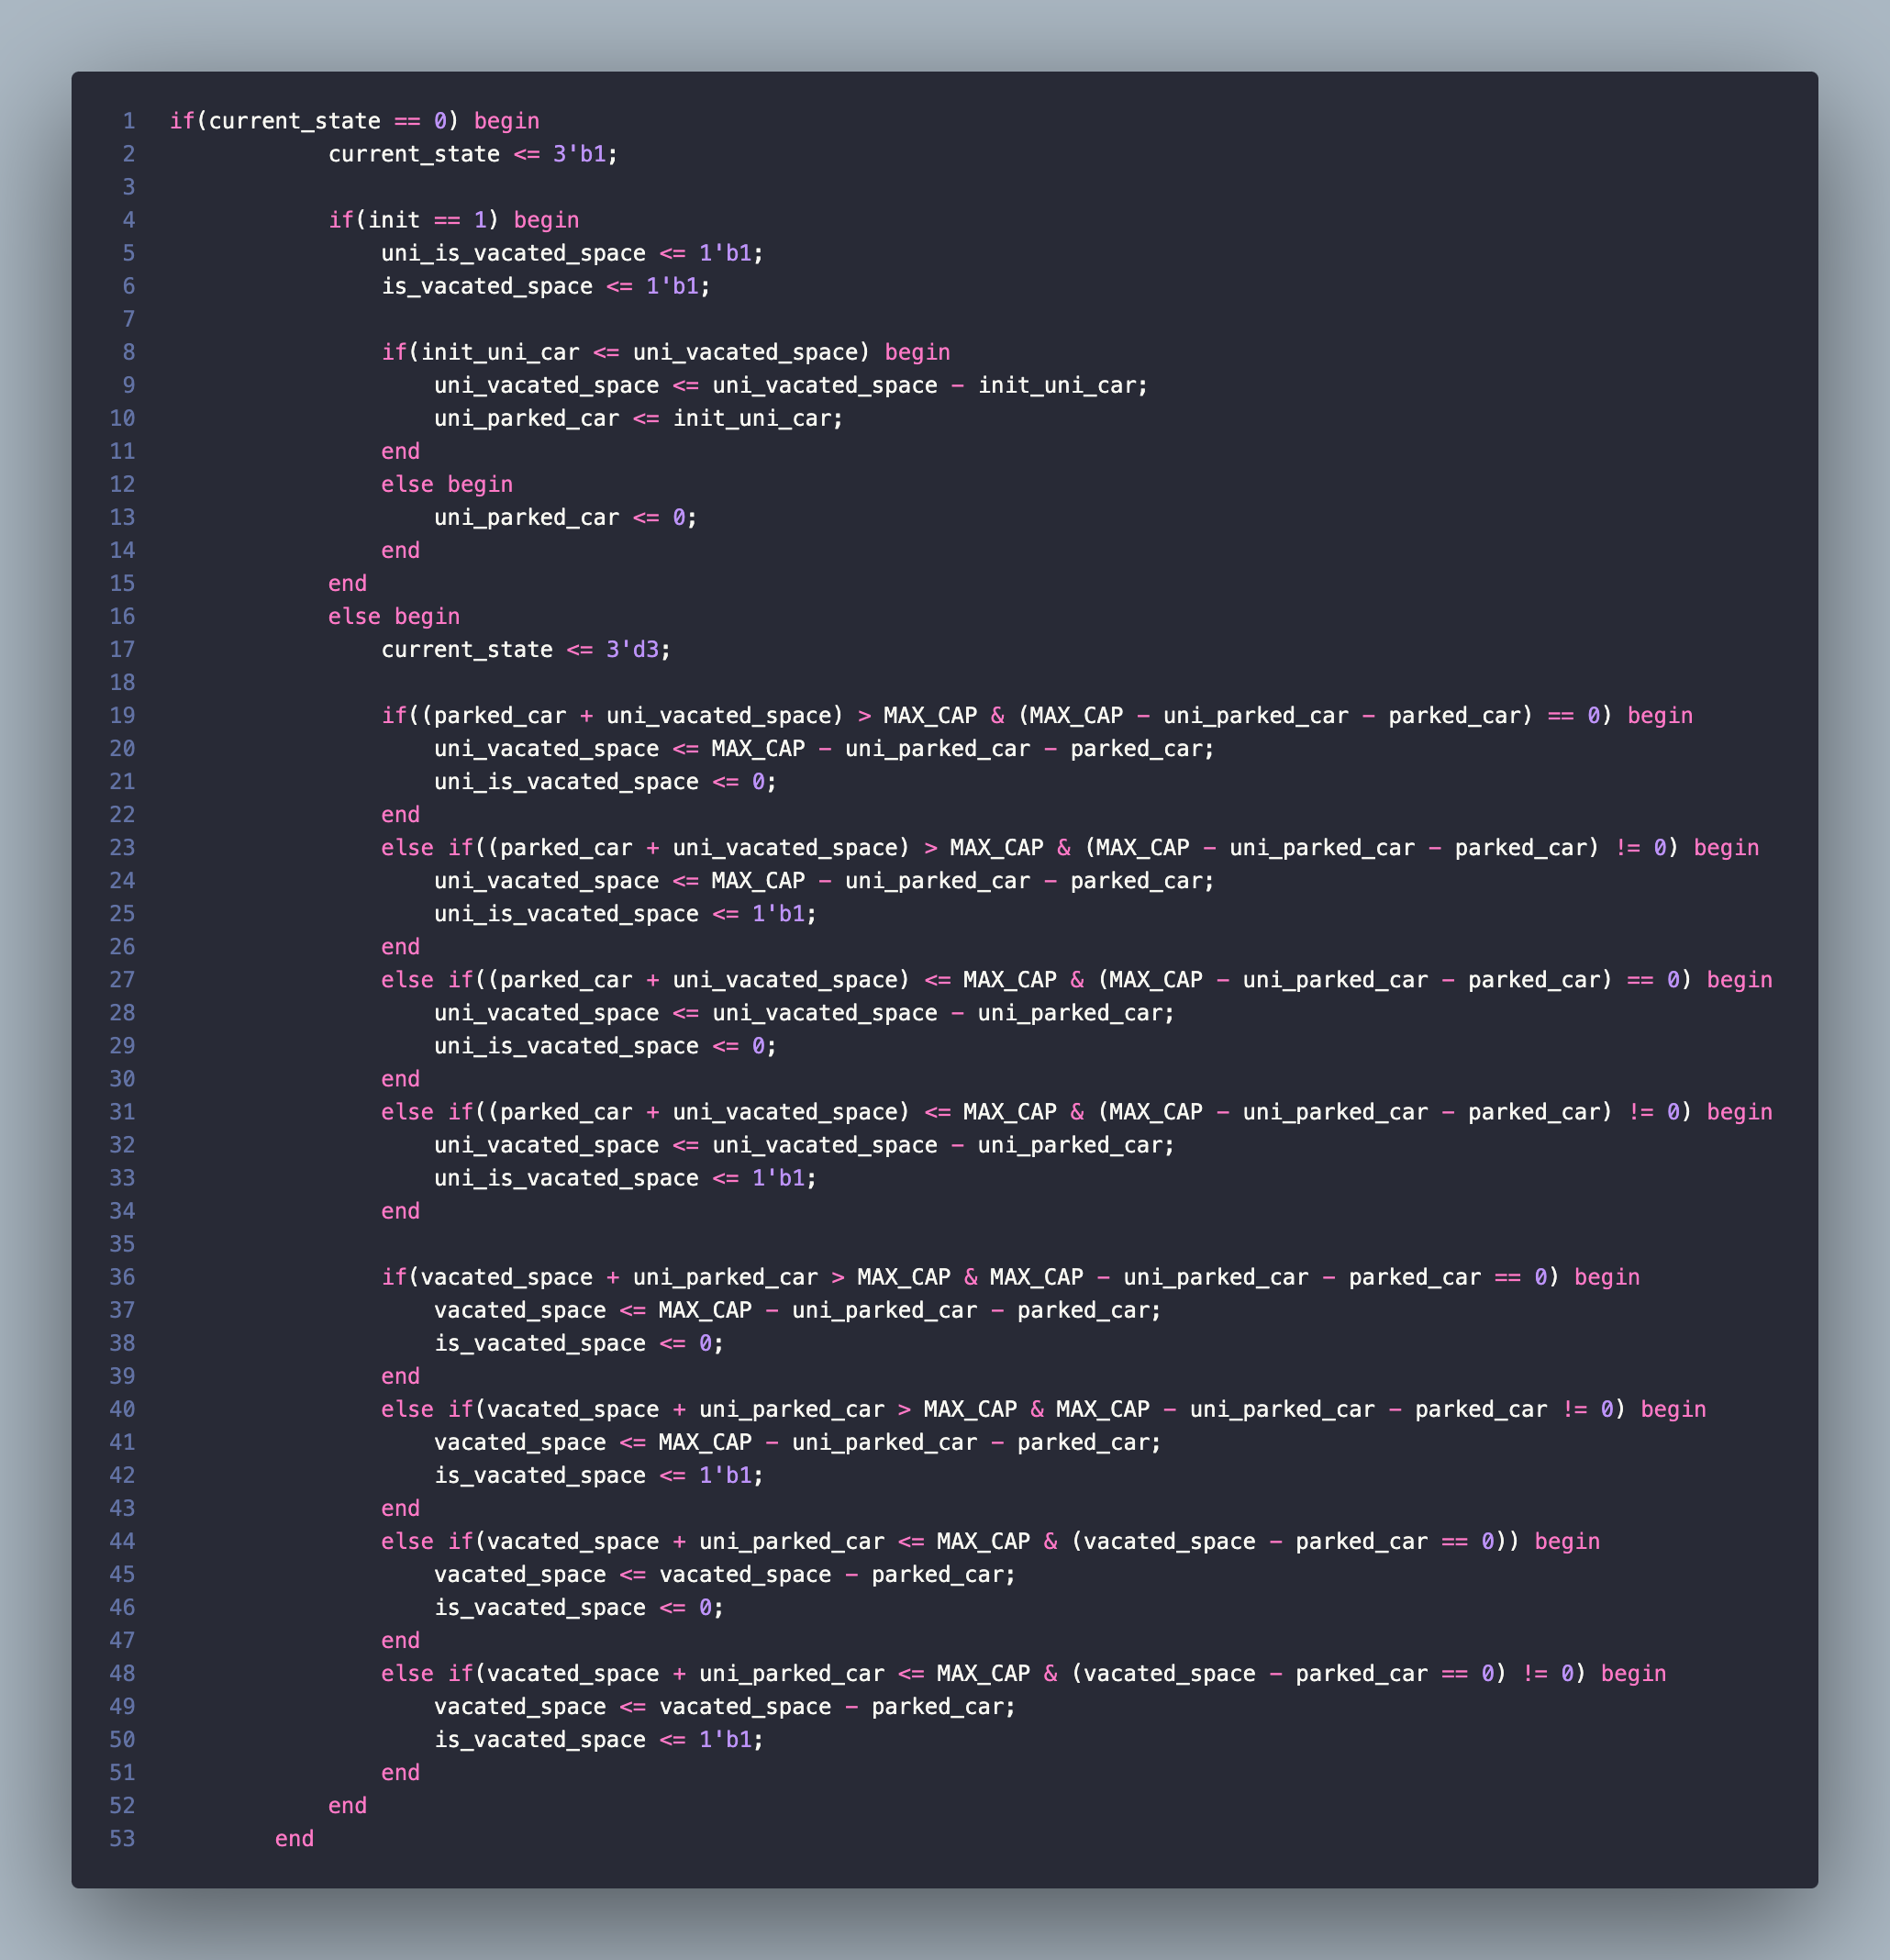 1 if(current_state == 0) begin
2 current_state <= 3'b1;
3
4 if(init == 1) begin
5 uni_is_vacated_space <= 1'b1;
6 is_vacated_space <= 1'b1;
7
8 if(init_uni_car <= uni_vacated_space) begin
9 uni_vacated_space <= uni_vacated_space - init_uni_car;
10 uni_parked_car <= init_uni_car;
11 end
12 else begin
13 uni_parked_car <= 0;
14 end
15 end
16 else begin
17 current_state <= 3'd3;
18
19 if((parked_car + uni_vacated_space) > MAX_CAP & (MAX_CAP - uni_parked_car - parked_car) == 0) begin
20 uni_vacated_space <= MAX_CAP - uni_parked_car - parked_car;
21 uni_is_vacated_space <= 0;
22 end
23 else if((parked_car + uni_vacated_space) > MAX_CAP & (MAX_CAP - uni_parked_car - parked_car) != 0) begin
24 uni_vacated_space <= MAX_CAP - uni_parked_car - parked_car;
25 uni_is_vacated_space <= 1'b1;
26 end
27 else if((parked_car + uni_vacated_space) <= MAX_CAP & (MAX_CAP - uni_parked_car - parked_car) == 0) begin
28 uni_vacated_space <= uni_vacated_space - uni_parked_car;
29 uni_is_vacated_space <= 0;
30 end
31 else if((parked_car + uni_vacated_space) <= MAX_CAP & (MAX_CAP - uni_parked_car - parked_car) != 0) begin
32 uni_vacated_space <= uni_vacated_space - uni_parked_car;
33 uni_is_vacated_space <= 1'b1;
34 end
35
36 if(vacated_space + uni_parked_car > MAX_CAP & MAX_CAP - uni_parked_car - parked_car == 0) begin
37 vacated_space <= MAX_CAP - uni_parked_car - parked_car;
38 is_vacated_space <= 0;
39 end
40 else if(vacated_space + uni_parked_car > MAX_CAP & MAX_CAP - uni_parked_car - parked_car != 0) begin
41 vacated_space <= MAX_CAP - uni_parked_car - parked_car;
42 is_vacated_space <= 1'b1;
43 end
44 else if(vacated_space + uni_parked_car <= MAX_CAP & (vacated_space - parked_car == 0)) begin
45 vacated_space <= vacated_space - parked_car;
46 is_vacated_space <= 0;
47 end
48 else if(vacated_space + uni_parked_car <= MAX_CAP & (vacated_space - parked_car == 0) != 0) begin
49 vacated_space <= vacated_space - parked_car;
50 is_vacated_space <= 1'b1;
51 end
52 end
53 end